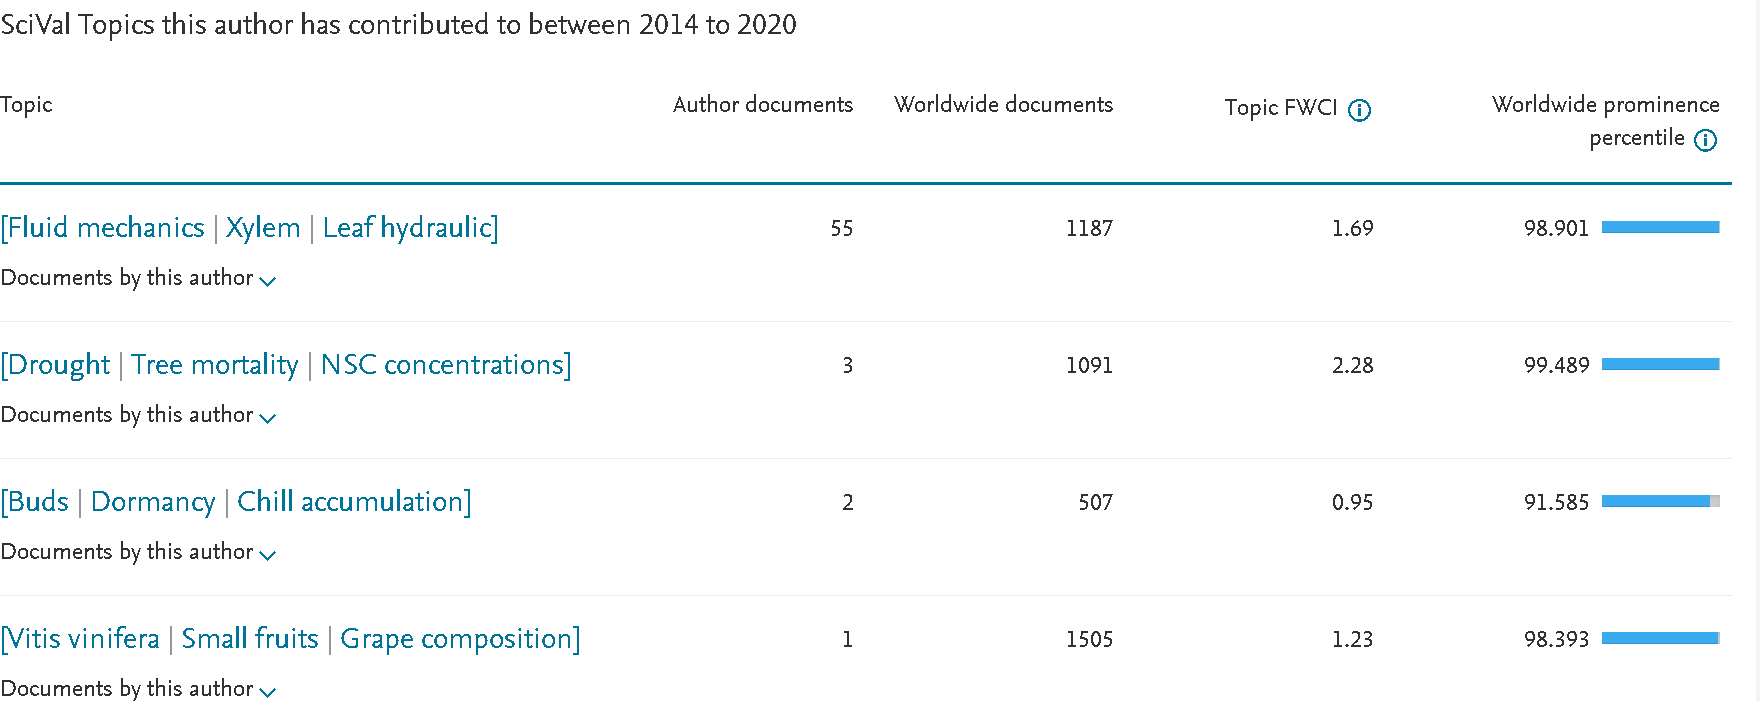 SciVal Topics this author has contributed to between 2014 to 2020
Topic Author documents Worldwide documents Topic FWCI Worldwide prominence percentile
[Fluid mechanics | Xylem | Leaf hydraulic] 55 1187 1.69 98.901
Documents by this author
[Drought | Tree mortality | NSC concentrations] 3 1091 2.28 99.489
Documents by this author
[Buds | Dormancy | Chill accumulation] 2 507 0.95 91.585
Documents by this author
[Vitis vinifera | Small fruits | Grape composition] 1 1505 1.23 98.393
Documents by this author